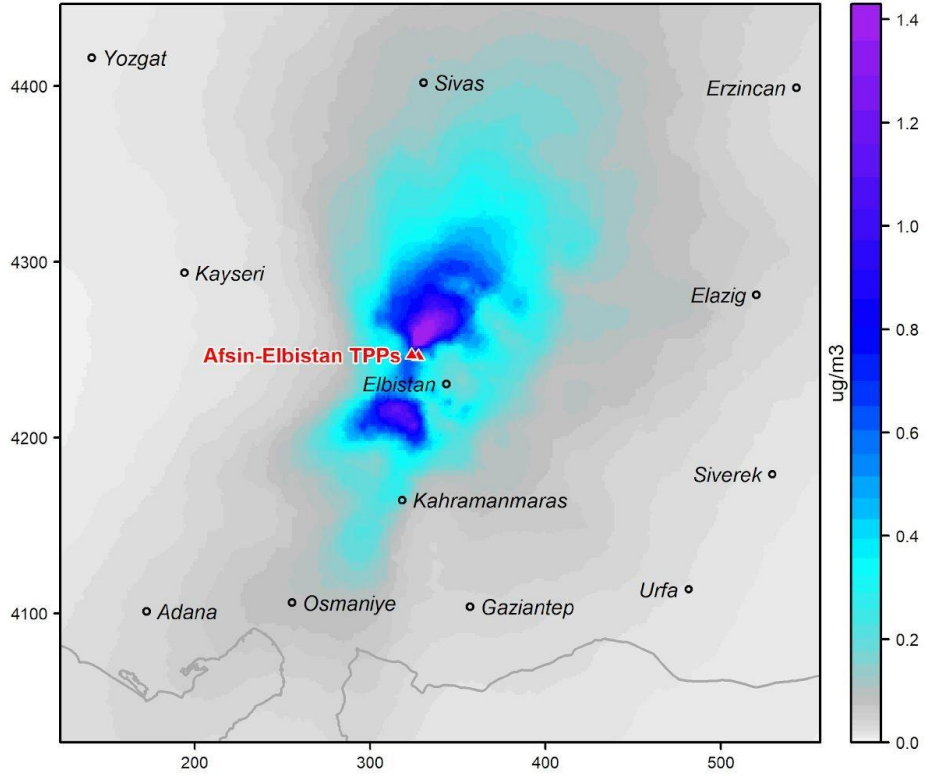 Yozgat
Sivas
Erzincan
Kayseri
Elazig
Afsin-Elbistan TPPs
Elbistan
Siverek
Kahramanmaras
Urfa
Adana
Osmaniye
Gaziantep
4400
4300
4200
4100
200
300
400
500
1.4
1.2
1.0
0.8
0.6
0.4
0.2
0.0
ug/m3